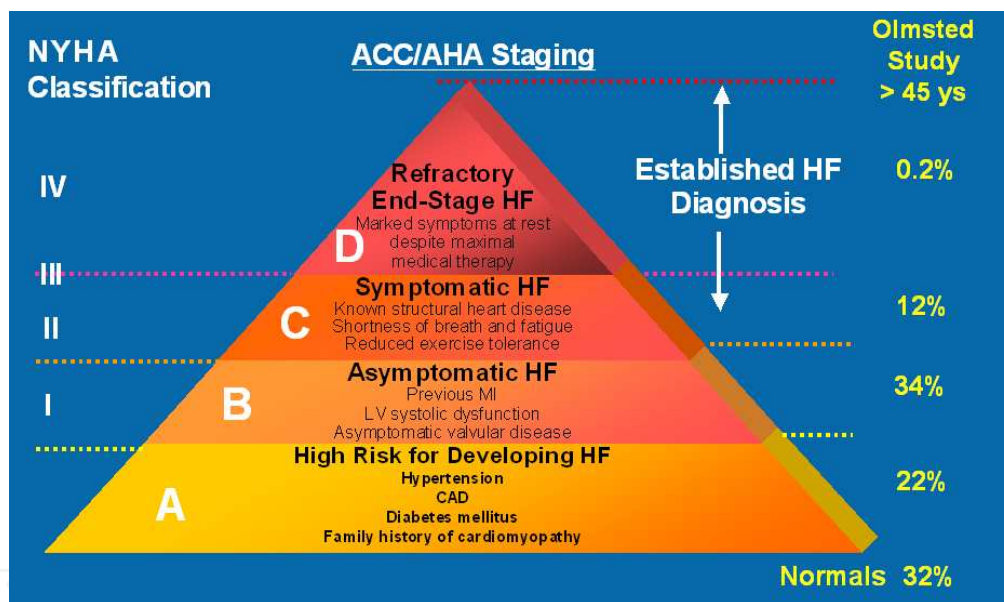 NYHA
Classification
ACC/AHA Staging
Olmsted
Study
> 45 ys
IV
III
II
I
Refractory
End-Stage HF
Marked symptoms at rest
despite maximal
medical therapy
D
Symptomatic HF
Known structural heart disease
Shortness of breath and fatigue
Reduced exercise tolerance
C
Asymptomatic HF
Previous MI
LV systolic dysfunction
Asymptomatic valvular disease
B
High Risk for Developing HF
Hypertension
CAD
Diabetes mellitus
Family history of cardiomyopathy
A
Established HF
Diagnosis
0.2%
12%
34%
22%
Normals 32%